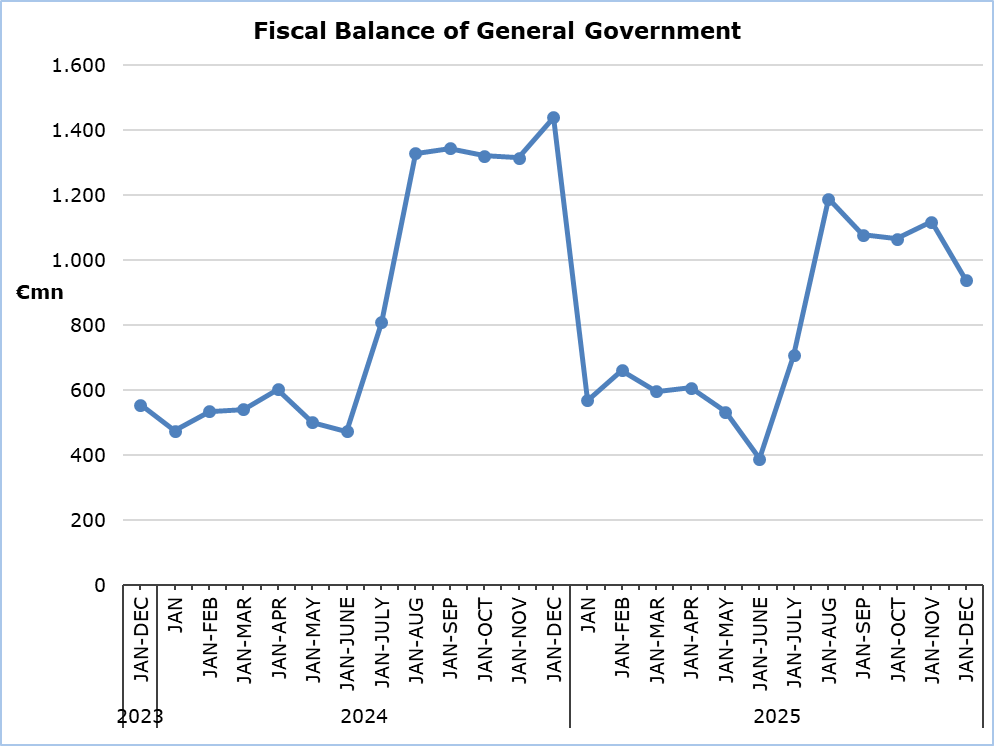 Fiscal Balance of General Government
1.600
1.400
1.200
1.000
€mn
800
600
400
200
0
JAN-DEC
JAN
JAN-FEB
JAN-MAR
JAN-APR
JAN-MAY
JAN-JUNE
JAN-JULY
JAN-AUG
JAN-SEP
JAN-OCT
JAN-NOV
JAN-DEC
JAN
JAN-FEB
JAN-MAR
JAN-APR
JAN-MAY
JAN-JUNE
JAN-JULY
JAN-AUG
JAN-SEP
JAN-OCT
JAN-NOV
JAN-DEC
2023
2024
2025